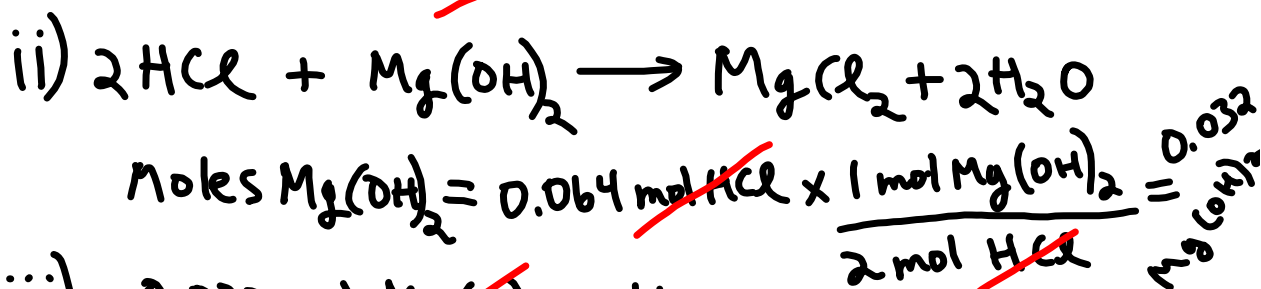 ii) 2HCl + Mg(OH)₂ → MgCl₂ + 2H₂O
Moles Mg(OH)₂ = 0.064 mol HCl x 1 mol Mg(OH)₂ / 2 mol HCl = 0.032
Mg(OH)₂
iii)